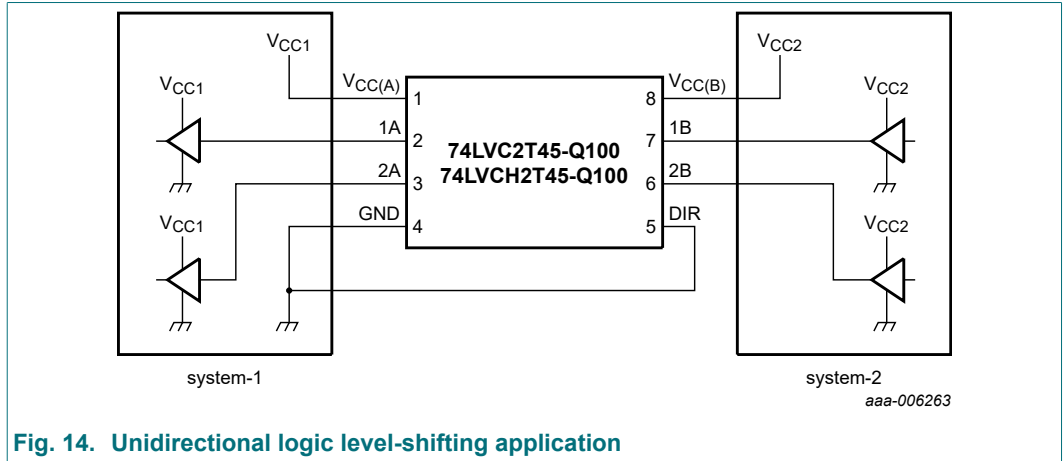 VCC1
VCC2
VCC1
VCC(A)
1
8
VCC(B)
VCC2
1A
2
74LVC2T45-Q100
7
1B
2A
3
74LVCH2T45-Q100
6
2B
GND
4
5
DIR
VCC1
VCC2
system-1
system-2
aaa-006263
Fig. 14. Unidirectional logic level-shifting application